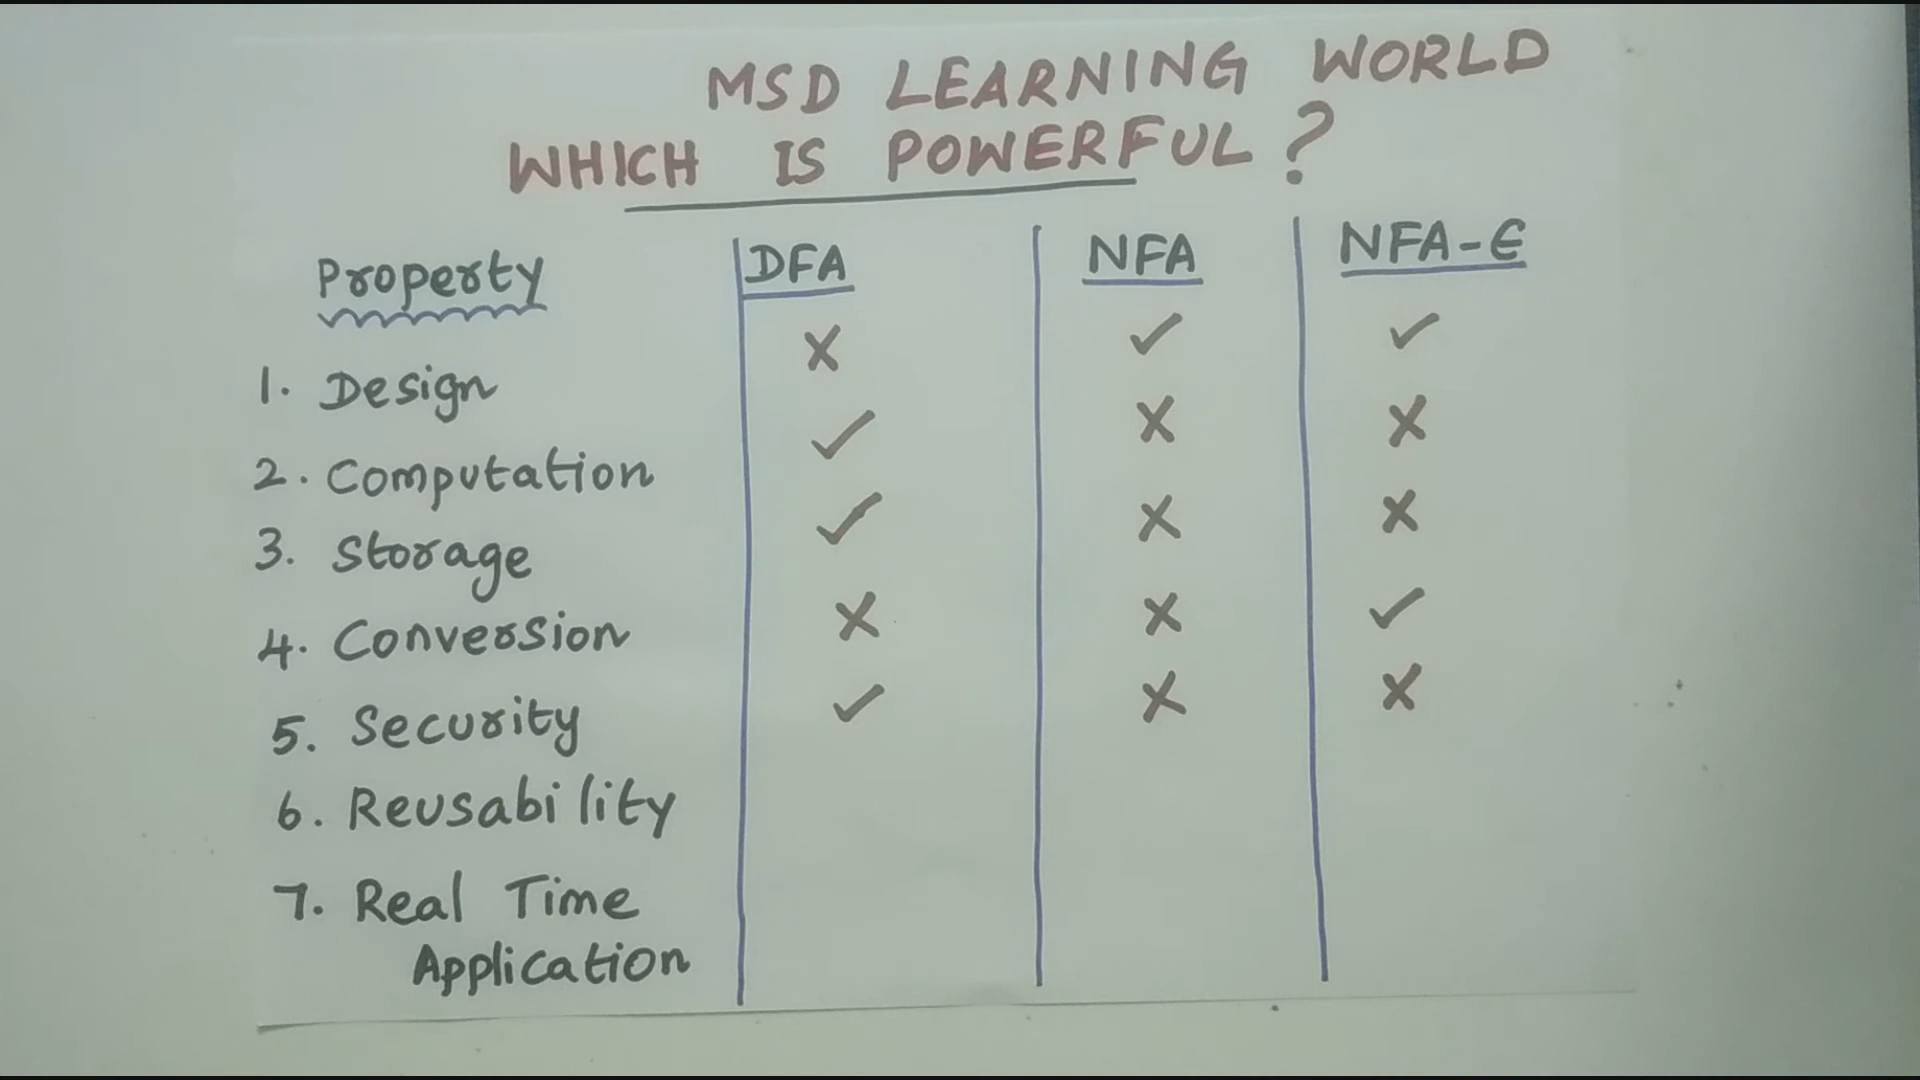 MSD LEARNING WORLD
WHICH IS POWERFUL?
Property DFA NFA NFA-ϵ
1. Design ✗ ✓ ✓
2. Computation ✓ ✗ ✗
3. Storage ✓ ✗ ✗
4. Conversion ✗ ✗ ✓
5. Security ✓ ✗ ✗
6. Reusability
7. Real Time
Application